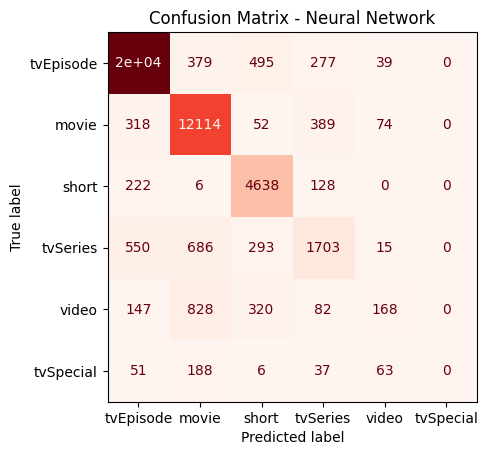 Confusion Matrix - Neural Network
True label
tvEpisode 2e+04 379 495 277 39 0
movie 318 12114 52 389 74 0
short 222 6 4638 128 0 0
tvSeries 550 686 293 1703 15 0
video 147 828 320 82 168 0
tvSpecial 51 188 6 37 63 0
tvEpisode movie short tvSeries video tvSpecial
Predicted label